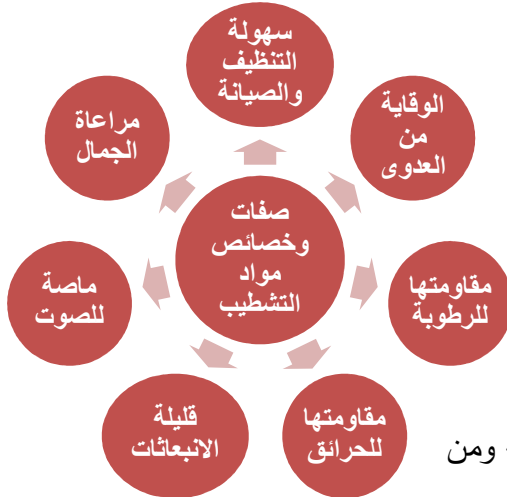 سهولة
التنظيف
والصيانة
الوقاية
من
العدوى
مراعاة
الجمال
صفات
وخصائص
مواد
التشطيب
مقاومتها
للرطوبة
ماصة
للصوت
مقاومتها
للحرائق
قليلة
الانبعاثات
ومن